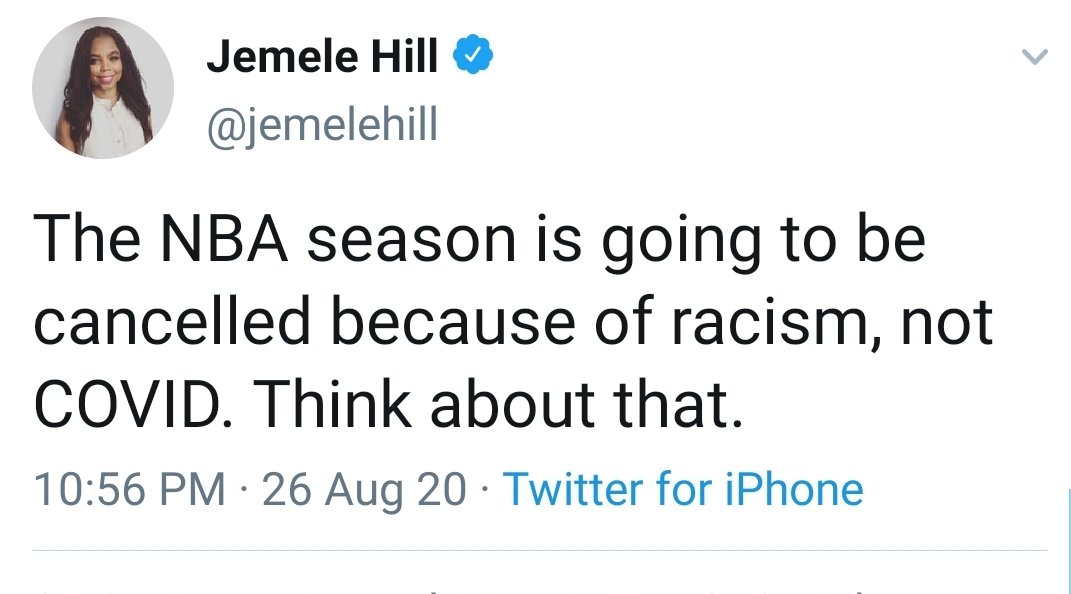 Jemele Hill
@jemelehill
The NBA season is going to be
cancelled because of racism, not
COVID. Think about that.
10:56 PM · 26 Aug 20 · Twitter for iPhone